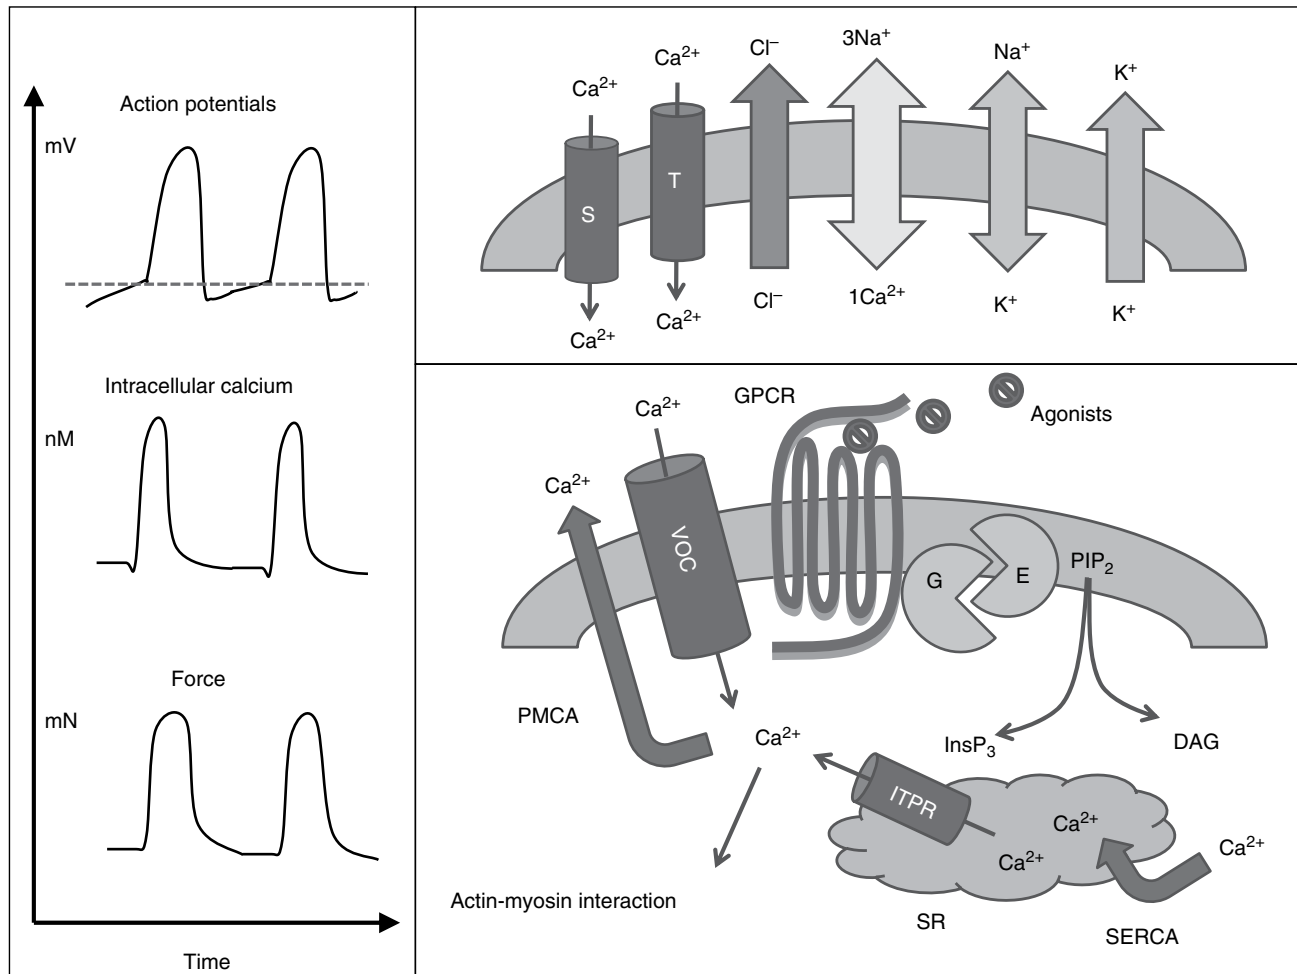 Action potentials
mV
Intracellular calcium
nM
Force
mN
Time
Ca²⁺
Ca²⁺
Cl⁻
3Na⁺
Na⁺
K⁺
S
T
Ca²⁺
Ca²⁺
Cl⁻
1Ca²⁺
K⁺
K⁺
GPCR
Agonists
Ca²⁺
Ca²⁺
VOC
G
E
PIP₂
PMCA
Ca²⁺
InsP₃
DAG
ITPR
Ca²⁺
Ca²⁺
Ca²⁺
Actin-myosin interaction
SR
SERCA